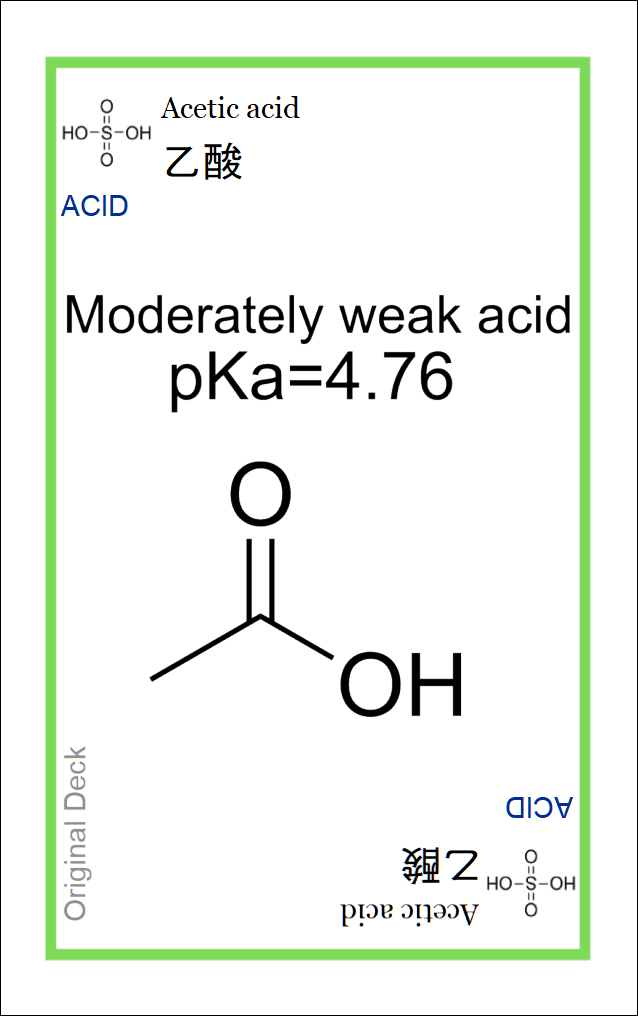 O
HO-S-OH
O
Acetic acid
乙酸
ACID
Moderately weak acid
pKa=4.76
O
OH
Original Deck
ACID
乙酸
Acetic acid
O
HO-S-OH
O